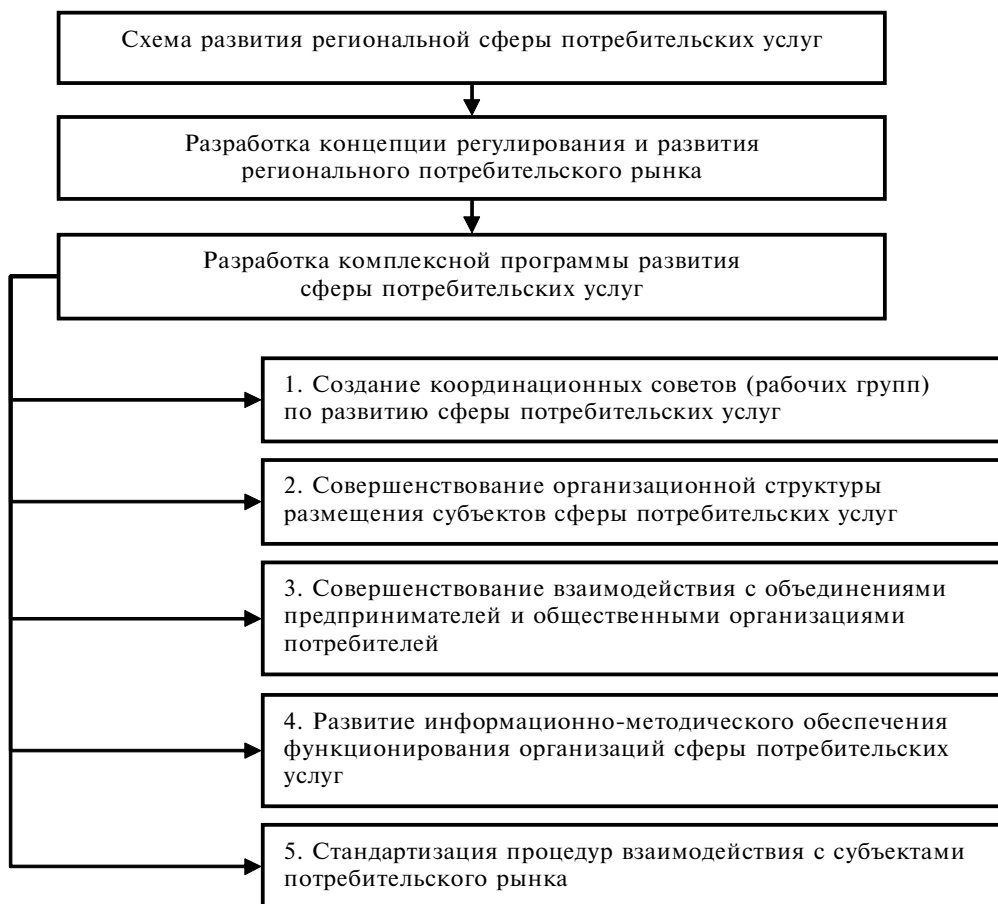 Схема развития региональной сферы потребительских услуг
Разработка концепции регулирования и развития
регионального потребительского рынка
Разработка комплексной программы развития
сферы потребительских услуг
1. Создание координационных советов (рабочих групп)
по развитию сферы потребительских услуг
2. Совершенствование организационной структуры
размещения субъектов сферы потребительских услуг
3. Совершенствование взаимодействия с объединениями
предпринимателей и общественными организациями
потребителей
4. Развитие информационно-методического обеспечения
функционирования организаций сферы потребительских
услуг
5. Стандартизация процедур взаимодействия с субъектами
потребительского рынка